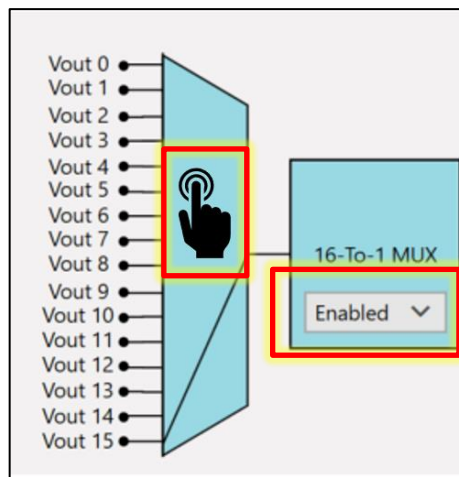 Vout 0
Vout 1
Vout 2
Vout 3
Vout 4
Vout 5
Vout 6
Vout 7
Vout 8
Vout 9
Vout 10
Vout 11
Vout 12
Vout 13
Vout 14
Vout 15
16-To-1 MUX
Enabled